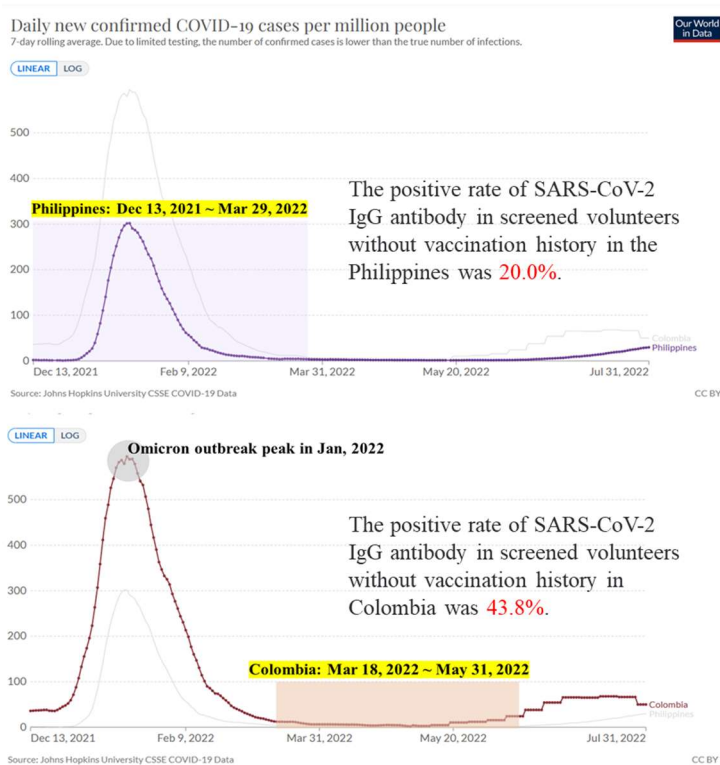 Daily new confirmed COVID-19 cases per million people
Our World
in Data
7-day rolling average. Due to limited testing, the number of confirmed cases is lower than the true number of infections.
LINEAR LOG
500
400
Philippines: Dec 13, 2021 ~ Mar 29, 2022
300
200
100
0
The positive rate of SARS-CoV-2
IgG antibody in screened volunteers
without vaccination history in the
Philippines was 20.0%.
Colombia
Philippines
Dec 13, 2021 Feb 9, 2022 Mar 31, 2022 May 20, 2022 Jul 31, 2022
Source: Johns Hopkins University CSSE COVID-19 Data CC BY
LINEAR LOG
Omicron outbreak peak in Jan, 2022
500
400
300
200
100
0
The positive rate of SARS-CoV-2
IgG antibody in screened volunteers
without vaccination history in
Colombia was 43.8%.
Colombia: Mar 18, 2022 ~ May 31, 2022
Colombia
Philippines
Dec 13, 2021 Feb 9, 2022 Mar 31, 2022 May 20, 2022 Jul 31, 2022
Source: Johns Hopkins University CSSE COVID-19 Data CC BY